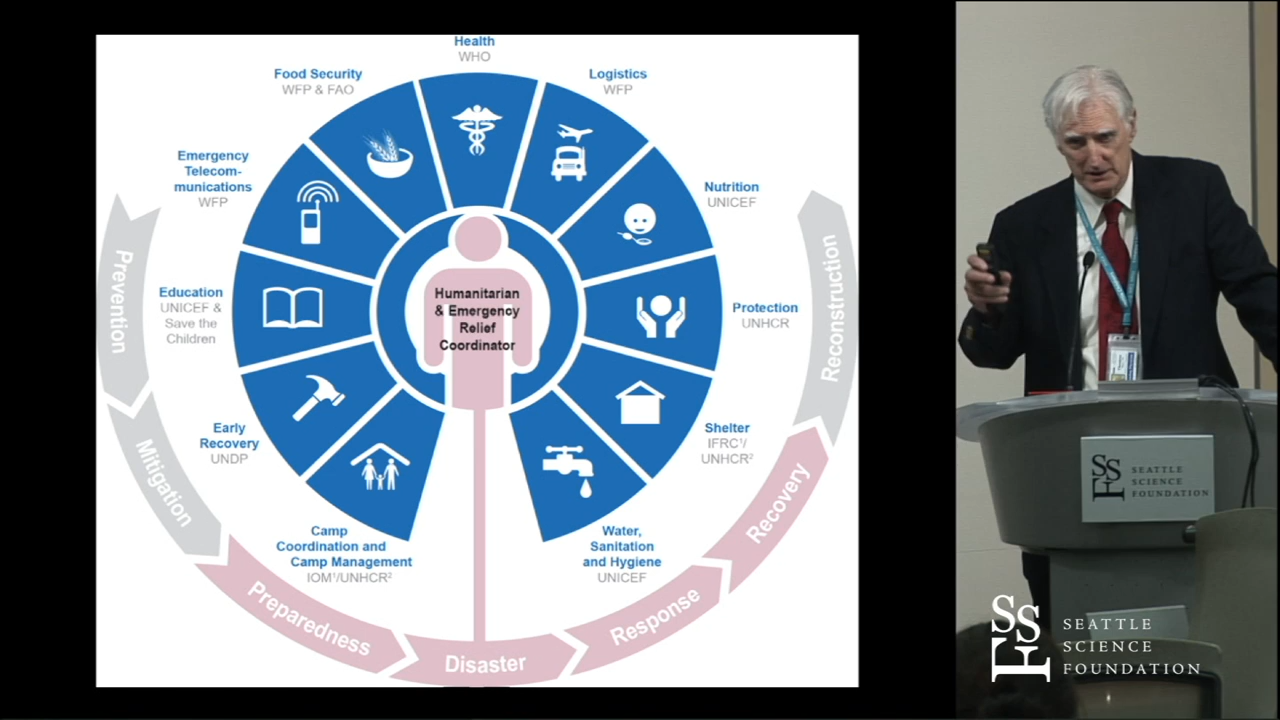 Health
WHO
Food Security
WFP & FAO
Logistics
WFP
Emergency
Telecom-
munications
WFP
Nutrition
UNICEF
Education
UNICEF &
Save the
Children
Protection
UNHCR
Early
Recovery
UNDP
Shelter
IFRC¹/
UNHCR²
Camp
Coordination and
Camp Management
IOM¹/UNHCR²
Water,
Sanitation
and Hygiene
UNICEF
Humanitarian
& Emergency
Relief
Coordinator
Prevention
Mitigation
Preparedness
Disaster
Response
Recovery
Reconstruction
SSF
SEATTLE
SCIENCE
FOUNDATION
SSF
SEATTLE
SCIENCE
FOUNDATION